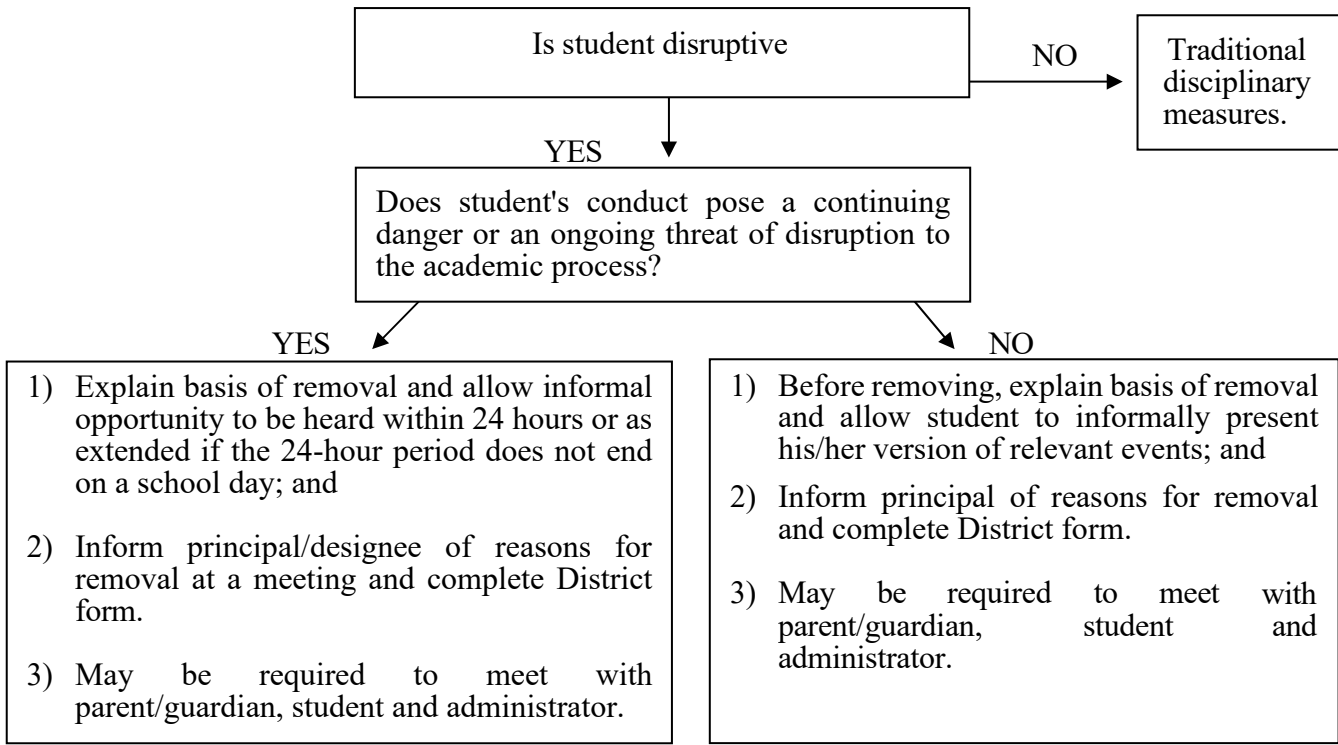 Is student disruptive
NO
Traditional
disciplinary
measures.
YES
Does student's conduct pose a continuing
danger or an ongoing threat of disruption to
the academic process?
YES
1) Explain basis of removal and allow informal
opportunity to be heard within 24 hours or as
extended if the 24-hour period does not end
on a school day; and
2) Inform principal/designee of reasons for
removal at a meeting and complete District
form.
3) May be required to meet with
parent/guardian, student and administrator.
NO
1) Before removing, explain basis of removal
and allow student to informally present
his/her version of relevant events; and
2) Inform principal of reasons for removal
and complete District form.
3) May be required to meet with
parent/guardian, student and
administrator.